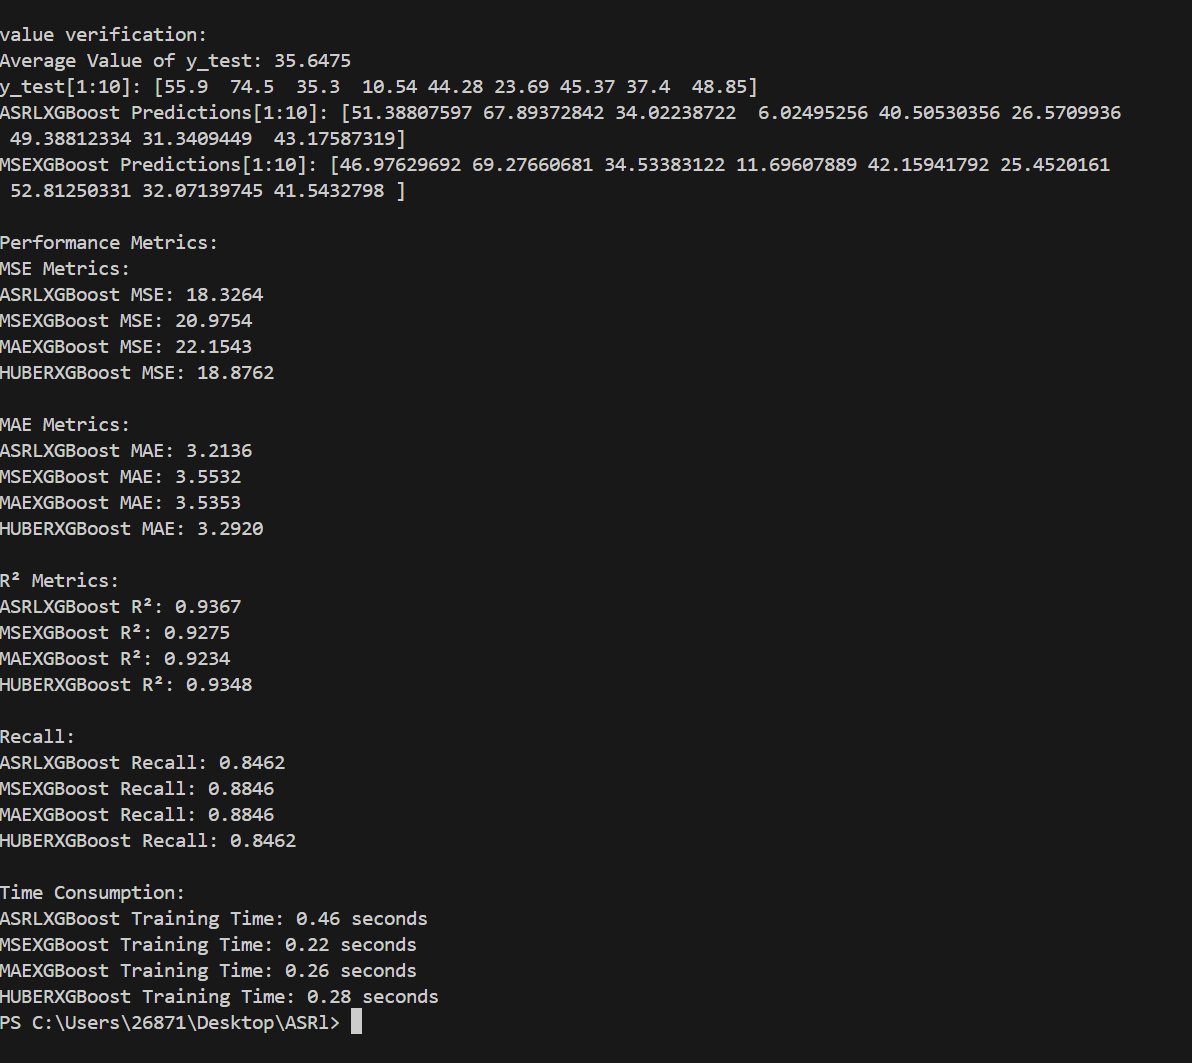 value verification:
Average Value of y_test: 35.6475
y_test[1:10]: [55.9  74.5  35.3  10.54 44.28 23.69 45.37 37.4  48.85]
ASRLXGBoost Predictions[1:10]: [51.38807597 67.89372842 34.02238722  6.02495256 40.50530356 26.5709936
 49.38812334 31.3409449  43.17587319]
MSEXGBoost Predictions[1:10]: [46.97629692 69.27660681 34.53383122 11.69607889 42.15941792 25.4520161
 52.81250331 32.07139745 41.5432798 ]
Performance Metrics:
MSE Metrics:
ASRLXGBoost MSE: 18.3264
MSEXGBoost MSE: 20.9754
MAEXGBoost MSE: 22.1543
HUBERXGBoost MSE: 18.8762
MAE Metrics:
ASRLXGBoost MAE: 3.2136
MSEXGBoost MAE: 3.5532
MAEXGBoost MAE: 3.5353
HUBERXGBoost MAE: 3.2920
R² Metrics:
ASRLXGBoost R²: 0.9367
MSEXGBoost R²: 0.9275
MAEXGBoost R²: 0.9234
HUBERXGBoost R²: 0.9348
Recall:
ASRLXGBoost Recall: 0.8462
MSEXGBoost Recall: 0.8846
MAEXGBoost Recall: 0.8846
HUBERXGBoost Recall: 0.8462
Time Consumption:
ASRLXGBoost Training Time: 0.46 seconds
MSEXGBoost Training Time: 0.22 seconds
MAEXGBoost Training Time: 0.26 seconds
HUBERXGBoost Training Time: 0.28 seconds
PS C:\Users\26871\Desktop\ASRl>